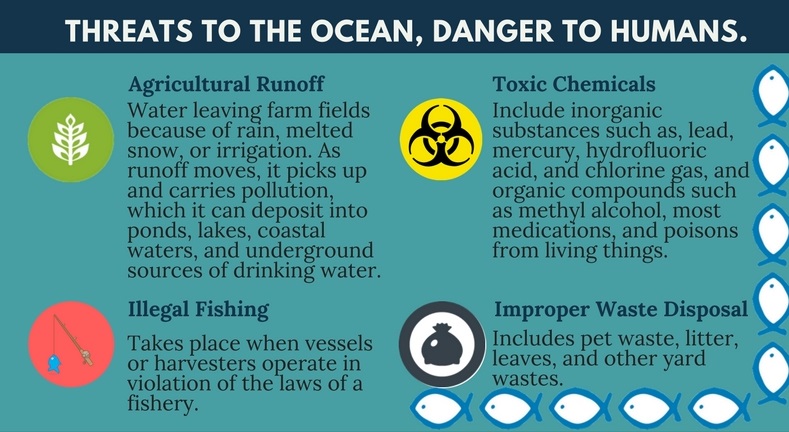 THREATS TO THE OCEAN, DANGER TO HUMANS.
Agricultural Runoff
Water leaving farm fields
because of rain, melted
snow, or irrigation. As
runoff moves, it picks up
and carries pollution,
which it can deposit into
ponds, lakes, coastal
waters, and underground
sources of drinking water.
Toxic Chemicals
Include inorganic
substances such as, lead,
mercury, hydrofluoric
acid, and chlorine gas, and
organic compounds such
as methyl alcohol, most
medications, and poisons
from living things.
Illegal Fishing
Takes place when vessels
or harvesters operate in
violation of the laws of a
fishery.
Improper Waste Disposal
Includes pet waste, litter,
leaves, and other yard
wastes.